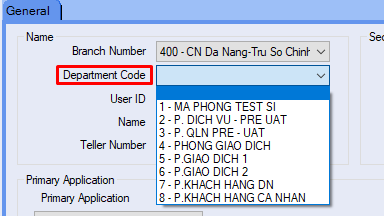 General
Name
Branch Number 400 - CN Da Nang-Tru So Chinh
Department Code
User ID
Name
Teller Number
1 - MA PHONG TEST SI
2 - P. DICH VU - PRE UAT
3 - P. QLN PRE - UAT
4 - PHONG GIAO DICH
5 - P.GIAO DICH 1
6 - P.GIAO DICH 2
7 - P.KHACH HANG DN
8 - P.KHACH HANG CA NHAN
Primary Application
Primary Application